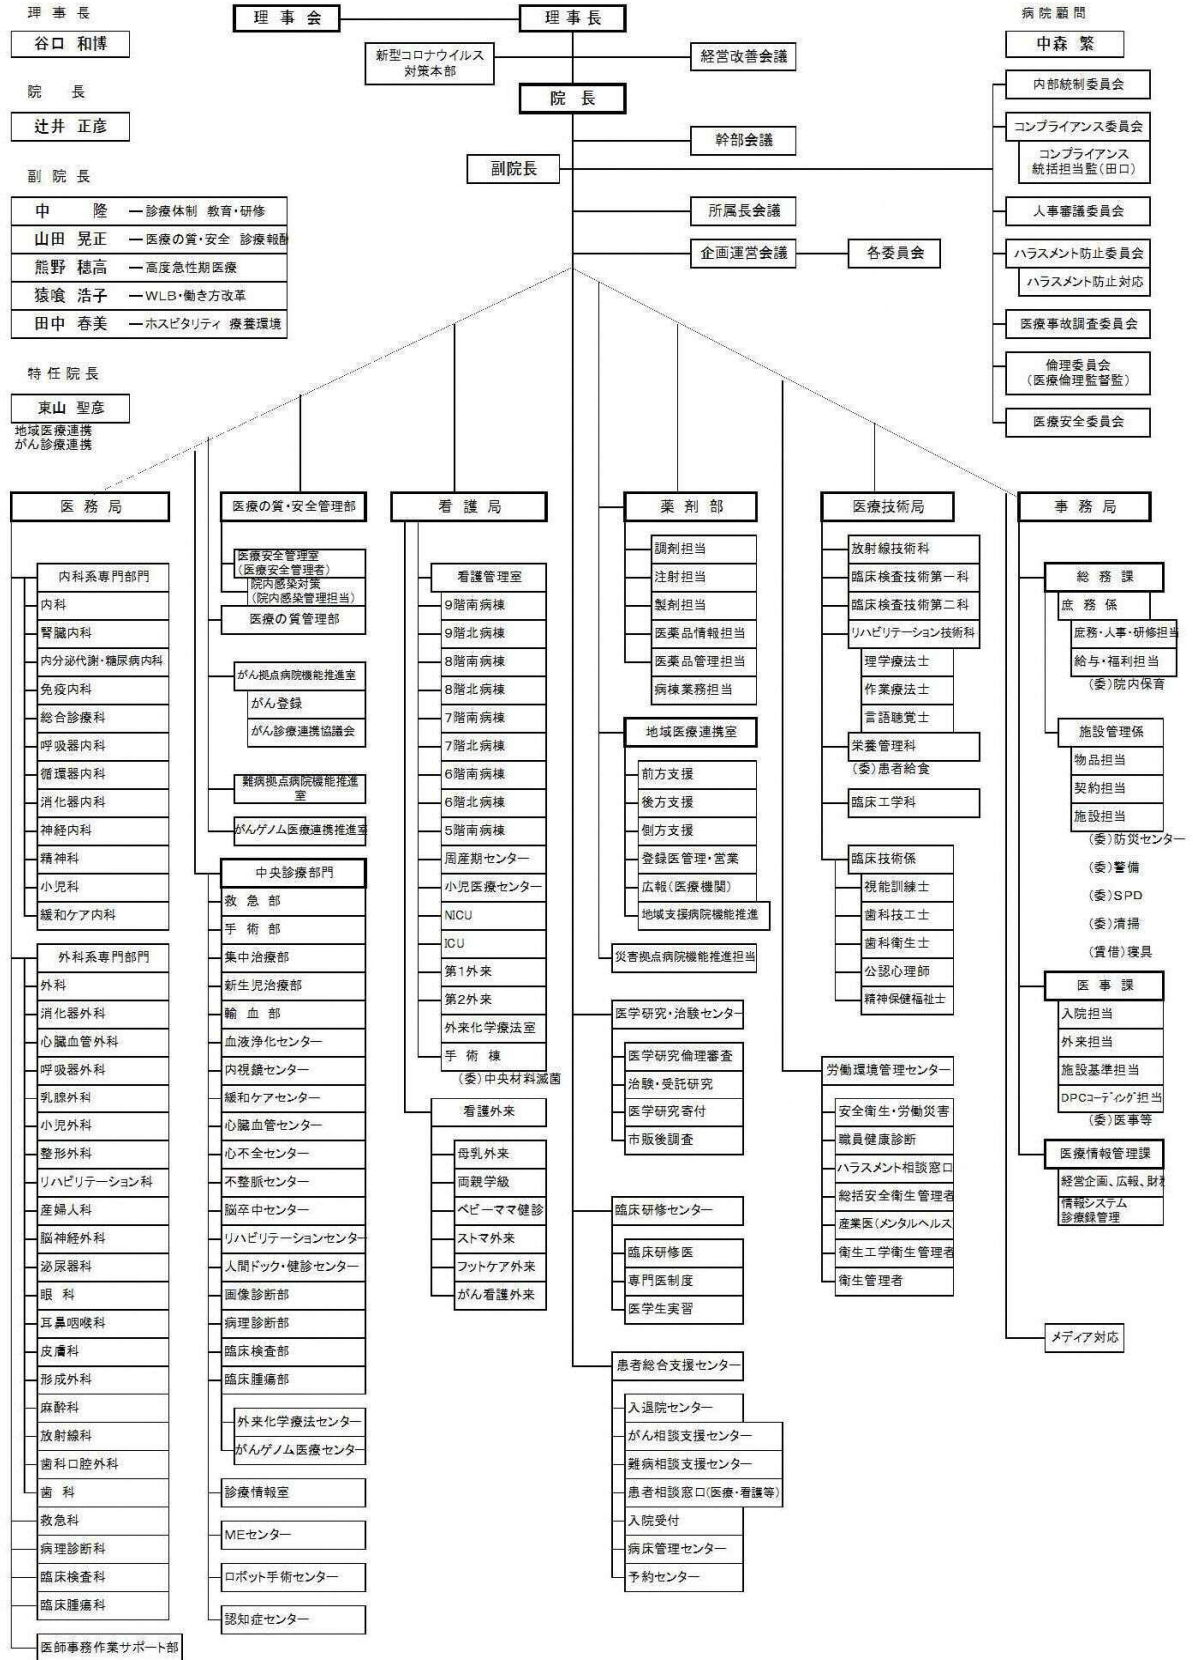 理事長
谷口 和博
院 長
辻井 正彦
副院長
中 隆 ー診療体制 教育・研修
山田 晃正 ー医療の質・安全 診療報酬
熊野 穂高 ー高度急性期医療
猿喰 浩子 ーWLB・働き方改革
田中 春美 ーホスピタリティ 療養環境
特任院長
東山 聖彦
地域医療連携
がん診療連携
理事会
理事長
新型コロナウイルス
対策本部
経営改善会議
院長
幹部会議
副院長
所属長会議
企画運営会議
各委員会
病院顧問
中森 繁
内部統制委員会
コンプライアンス委員会
コンプライアンス
統括担当監(田口)
人事審議委員会
ハラスメント防止委員会
ハラスメント防止対応
医療事故調査委員会
倫理委員会
(医療倫理監督監)
医療安全委員会
医務局
内科系専門部門
内科
腎臓内科
内分泌代謝・糖尿病内科
免疫内科
総合診療科
呼吸器内科
循環器内科
消化器内科
神経内科
精神科
小児科
緩和ケア内科
外科系専門部門
外科
消化器外科
心臓血管外科
呼吸器外科
乳腺外科
小児外科
整形外科
リハビリテーション科
産婦人科
脳神経外科
泌尿器科
眼 科
耳鼻咽喉科
皮膚科
形成外科
麻酔科
放射線科
歯科口腔外科
歯 科
救急科
病理診断科
臨床検査科
臨床腫瘍科
医師事務作業サポート部
医療の質・安全管理部
医療安全管理室
(医療安全管理者)
院内感染対策
(院内感染管理担当)
医療の質管理部
がん拠点病院機能推進室
がん登録
がん診療連携協議会
難病拠点病院機能推進
室
がんゲノム医療連携推進室
中央診療部門
救 急 部
手 術 部
集中治療部
新生児治療部
輸 血 部
血液浄化センター
内視鏡センター
緩和ケアセンター
心臓血管センター
心不全センター
不整脈センター
脳卒中センター
リハビリテーションセンター
人間ドック・健診センター
画像診断部
病理診断部
臨床検査部
臨床腫瘍部
外来化学療法センター
がんゲノム医療センター
診療情報室
MEセンター
ロボット手術センター
認知症センター
看護局
看護管理室
9階南病棟
9階北病棟
8階南病棟
8階北病棟
7階南病棟
7階北病棟
6階南病棟
6階北病棟
5階南病棟
周産期センター
小児医療センター
NICU
ICU
第1外来
第2外来
外来化学療法室
手 術 棟
(委)中央材料滅菌
看護外来
母乳外来
両親学級
ベビーママ健診
ストマ外来
フットケア外来
がん看護外来
薬剤部
調剤担当
注射担当
製剤担当
医薬品情報担当
医薬品管理担当
病棟業務担当
地域医療連携室
前方支援
後方支援
側方支援
登録医管理・営業
広報(医療機関)
地域支援病院機能推進
災害拠点病院機能推進担当
医学研究・治験センター
医学研究倫理審査
治験・受託研究
医学研究寄付
市販後調査
臨床研修センター
臨床研修医
専門医制度
医学生実習
患者総合支援センター
入退院センター
がん相談支援センター
難病相談支援センター
患者相談窓口(医療・看護等)
入院受付
病床管理センター
予約センター
医療技術局
放射線技術科
臨床検査技術第一科
臨床検査技術第二科
リハビリテーション技術科
理学療法士
作業療法士
言語聴覚士
栄養管理科
(委)患者給食
臨床工学科
臨床技術係
視能訓練士
歯科技工士
歯科衛生士
公認心理師
精神保健福祉士
労働環境管理センター
安全衛生・労働災害
職員健康診断
ハラスメント相談窓口
総括安全衛生管理者
産業医(メンタルヘルス
衛生工学衛生管理者
衛生管理者
事務局
総務課
庶務係
庶務・人事・研修担当
給与・福利担当
(委)院内保育
施設管理係
物品担当
契約担当
施設担当
(委)防災センター
(委)警備
(委)SPD
(委)清掃
(賃借)寝具
医事課
入院担当
外来担当
施設基準担当
DPCコーディング担当
(委)医事等
医療情報管理課
経営企画、広報、財務
情報システム
診療録管理
メディア対応